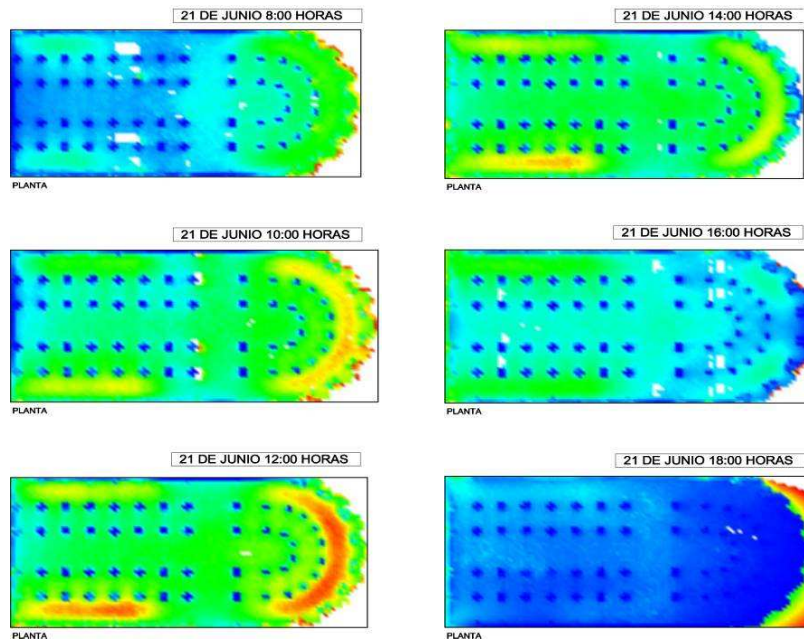 21 DE JUNIO 8:00 HORAS
PLANTA
21 DE JUNIO 10:00 HORAS
PLANTA
21 DE JUNIO 12:00 HORAS
PLANTA
21 DE JUNIO 14:00 HORAS
PLANTA
21 DE JUNIO 16:00 HORAS
PLANTA
21 DE JUNIO 18:00 HORAS
PLANTA